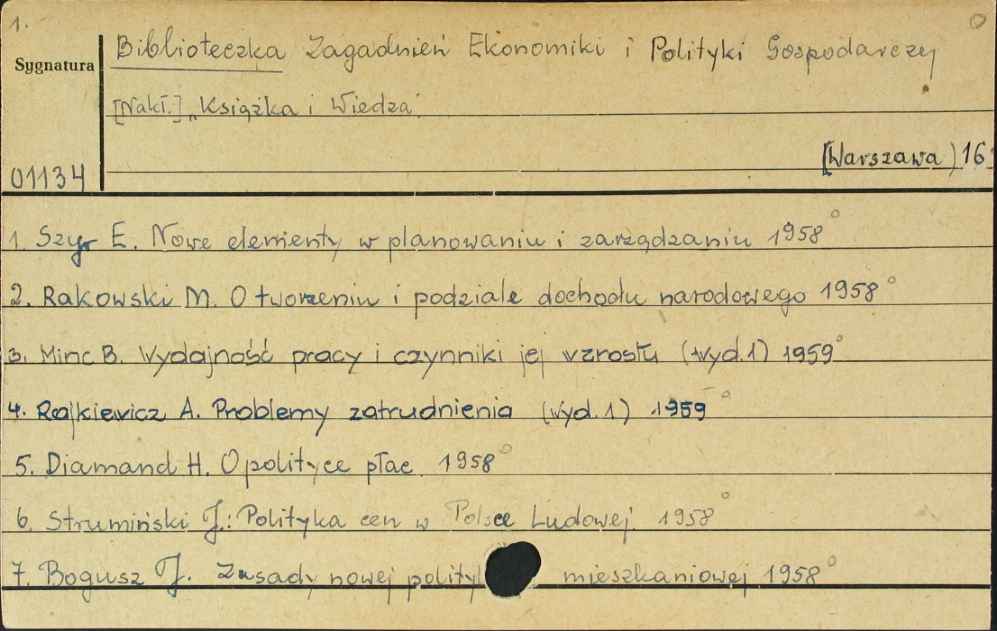 1.
Sygnatura
Biblioteczka Zagadnień Ekonomiki i Polityki Gospodarczej
[Nakł.] „Książka i Wiedza"
[Warszawa) 16
01134
1. Szyr E. Nowe elementy w planowaniu i zarządzaniu 1958
2. Rakowski M. O tworzeniu i podziale dochodu narodowego 1958
3. Minc B. Wydajność pracy i czynniki jej wzrostu (wyd.1) 1959
4. Rajkiewicz A. Problemy zatrudnienia (wyd.1) 1959
5. Diamand H. O polityce płac 1958
6. Strumiński J.: Polityka cen w Polsce Ludowej 1958
7. Bogusz J. Zasady nowej polity mieszkaniowej 1958